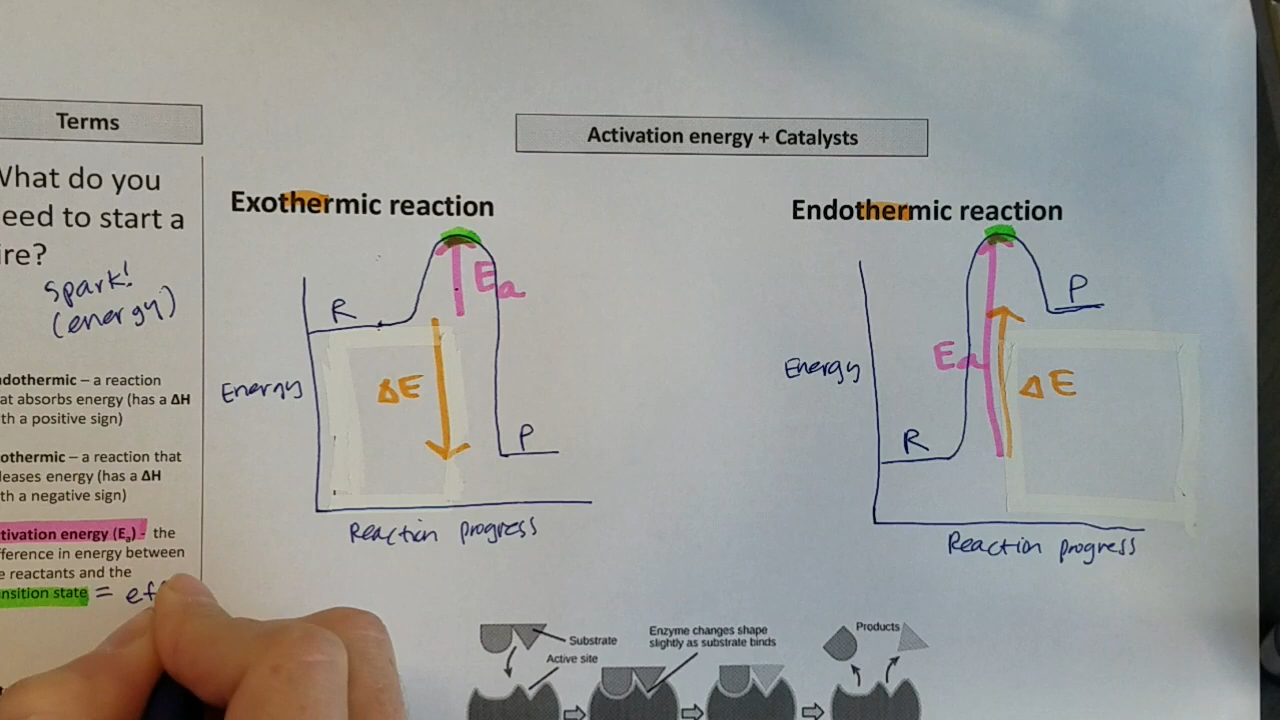 Terms
What do you
eed to start a
ire?
spark!
(energy)
ndothermic – a reaction
at absorbs energy (has a ΔH
th a positive sign)
othermic – a reaction that
leases energy (has a ΔH
th a negative sign)
tivation energy (Ea) - the
ference in energy between
e reactants and the
nsition state = ef
Activation energy + Catalysts
Exothermic reaction
R
Ea
ΔE
Energy
P
Reaction progress
Endothermic reaction
P
Energy
Ea
ΔE
R
Reaction progress
Substrate
Active site
Enzyme changes shape
slightly as substrate binds
Products